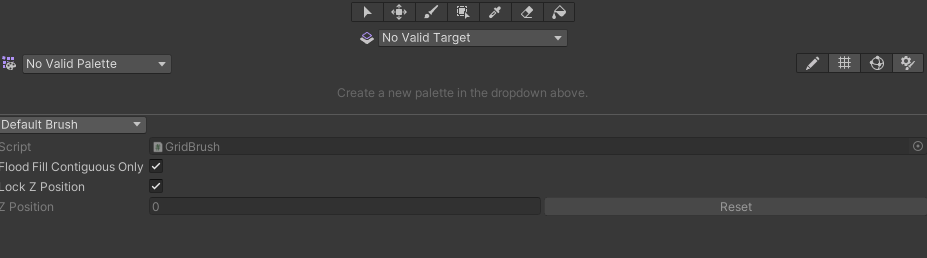 No Valid Target
No Valid Palette
Create a new palette in the dropdown above.
Default Brush
Script GridBrush
Flood Fill Contiguous Only
Lock Z Position
Z Position 0 Reset